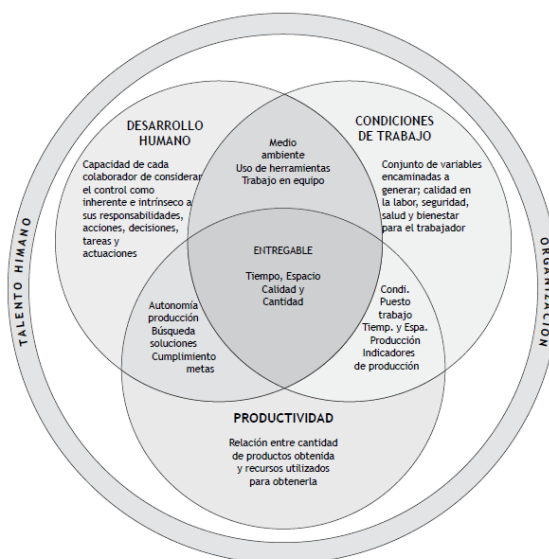 DESARROLLO
HUMANO
Capacidad de cada
colaborador de considerar
el control como
inherente e intrínseco a
sus responsabilidades,
acciones, decisiones,
tareas y
actuaciones
Medio
ambiente
Uso de herramientas
Trabajo en equipo
CONDICIONES
DE TRABAJO
Conjunto de variables
encaminadas a
generar; calidad en
la labor, seguridad,
salud y bienestar
para el trabajador
ENTREGABLE
Tiempo, Espacio
Calidad y
Cantidad
Autonomía
producción
Búsqueda
soluciones
Cumplimiento
metas
Condi.
Puesto
trabajo
Tiemp. y Espa.
Producción
Indicadores
de producción
PRODUCTIVIDAD
Relación entre cantidad
de productos obtenida
y recursos utilizados
para obtenerla
TALENTO HIMANO
ORGANIZACIÓN